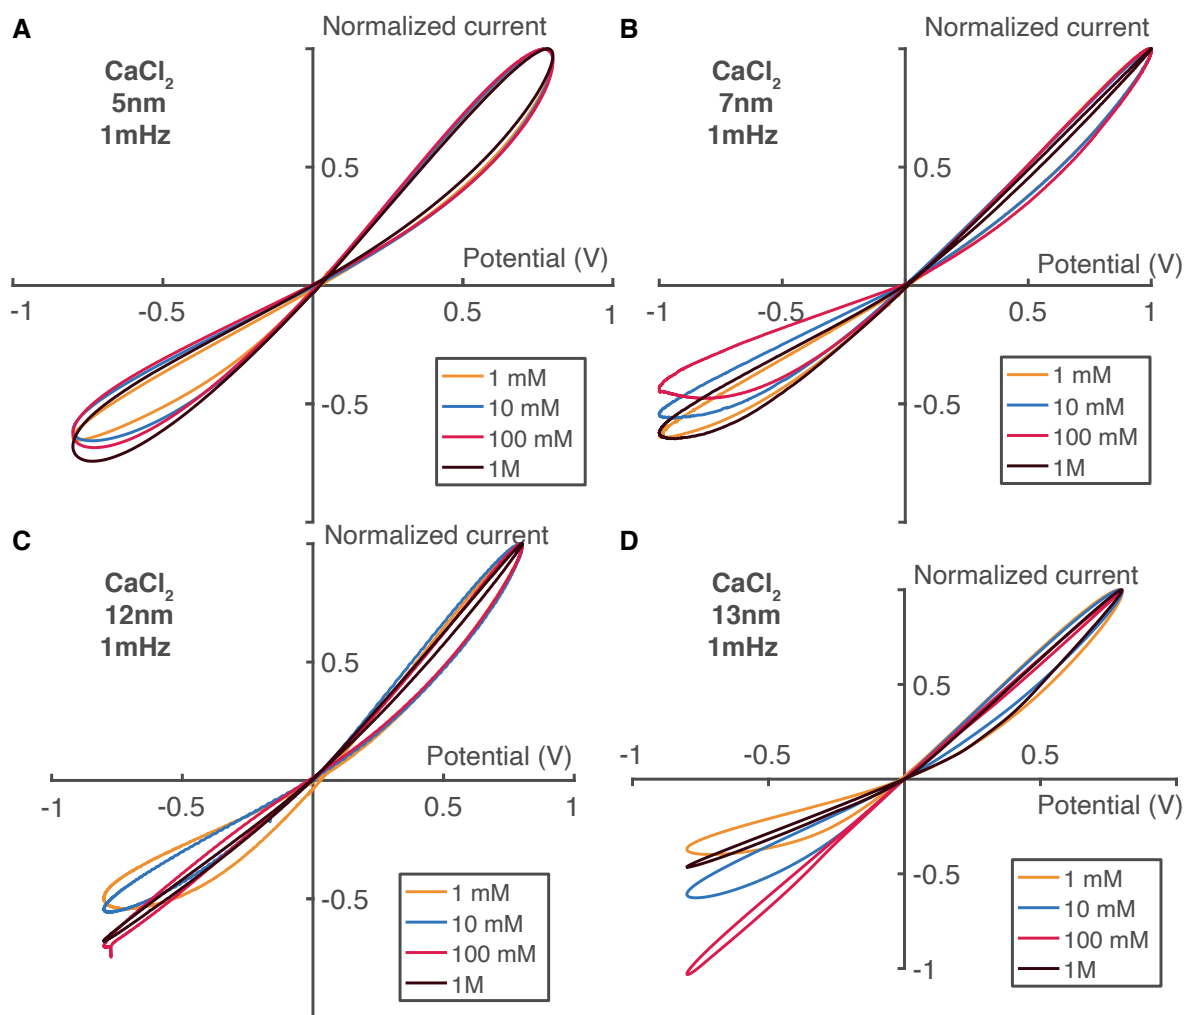 A
Normalized current
CaCl2
5nm
1mHz
0.5
Potential (V)
-1
-0.5
0.5
1
-0.5
1 mM
10 mM
100 mM
1M
B
Normalized current
CaCl2
7nm
1mHz
0.5
Potential (V)
-1
-0.5
0.5
1
-0.5
1 mM
10 mM
100 mM
1M
C
Normalized current
CaCl2
12nm
1mHz
0.5
Potential (V)
-1
-0.5
0.5
1
-0.5
1 mM
10 mM
100 mM
1M
D
Normalized current
CaCl2
13nm
1mHz
0.5
-1
-0.5
0.5
Potential (V)
-0.5
-1
1 mM
10 mM
100 mM
1M